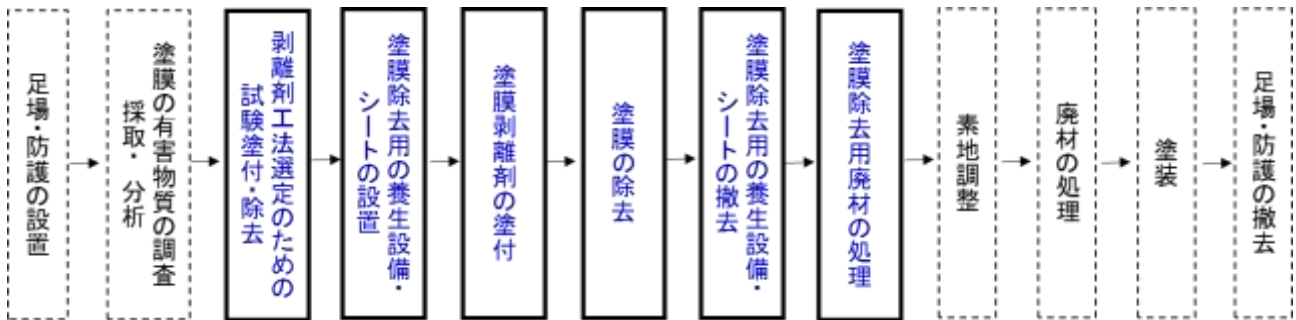 足場・防護の設置
塗膜の有害物質の調査
採取・ 分析
剥離剤工法選定のための
試験塗付・除去
塗膜除去用の養生設備・
シートの設置
塗膜剥離剤の塗付
塗膜の除去
塗膜除去用の養生設備・
シートの撤去
塗膜除去用廃材の処理
素地調整
廃材の処理
塗装
足場・防護の撤去